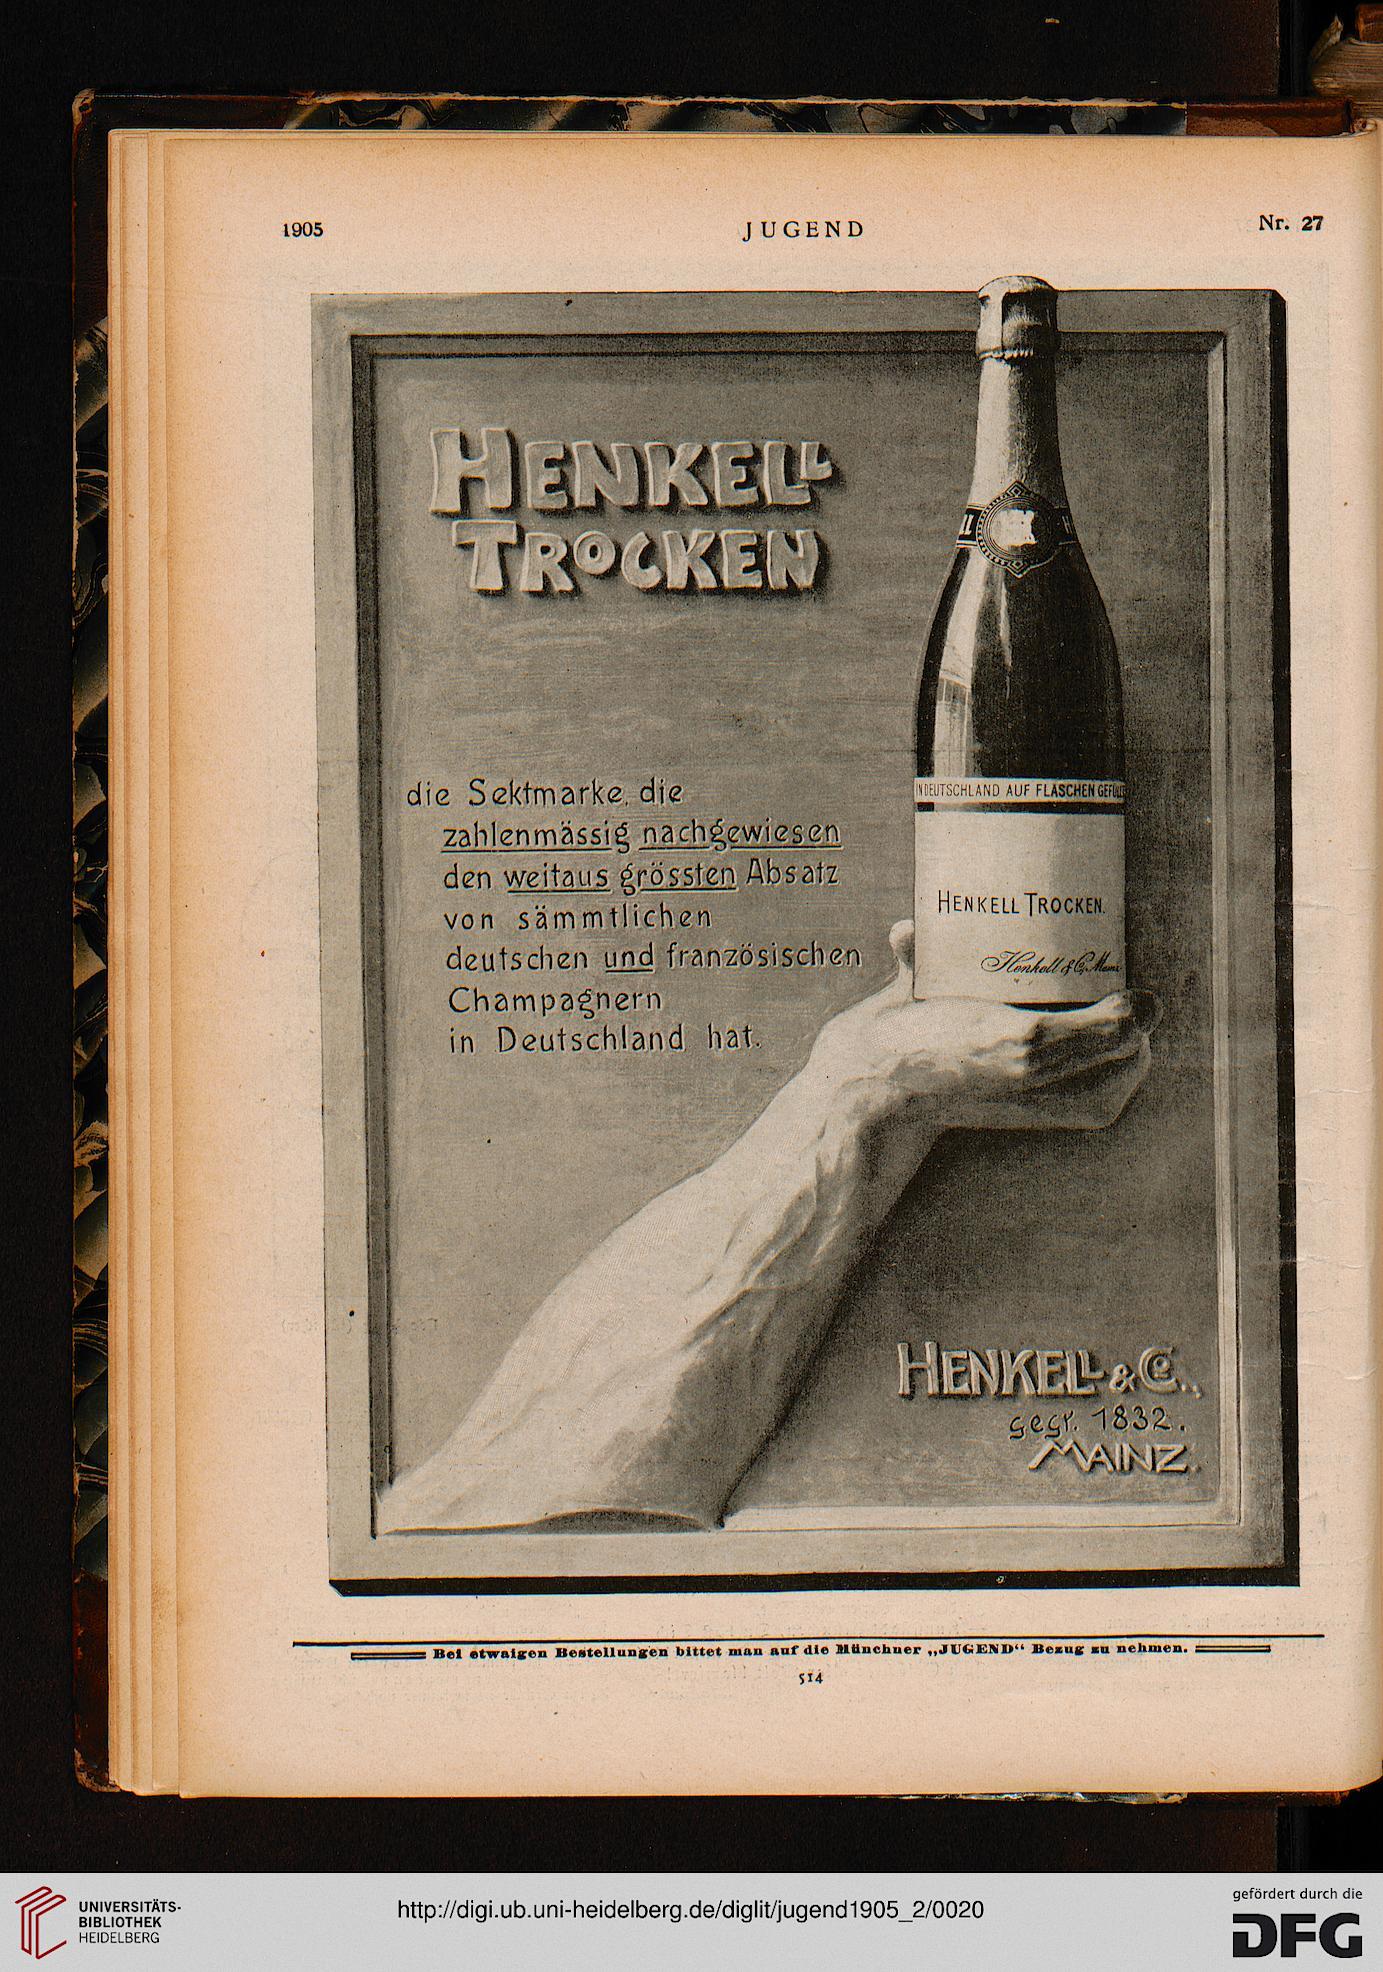 1905
JUGEND
Nr. 27
HENKELL
TROCKEN
die Sektmarke, die
zahlenmässig nachgewiesen
den weitaus grössten Absatz
von sämmtlichen
deutschen und französischen
Champagnern
in Deutschland hat.
IN DEUTSCHLAND AUF FLASCHEN GEFÜLLT
HENKELL TROCKEN.
Henkell & Co, Mainz
HENKELL & Co.,
gegr. 1832.
MAINZ.
Bei etwaigen Bestellungen bittet man auf die Münchner „JUGEND“ Bezug zu nehmen.
514
UNIVERSITÄTS-
BIBLIOTHEK
HEIDELBERG
http://digi.ub.uni-heidelberg.de/diglit/jugend1905_2/0020
gefördert durch die
DFG